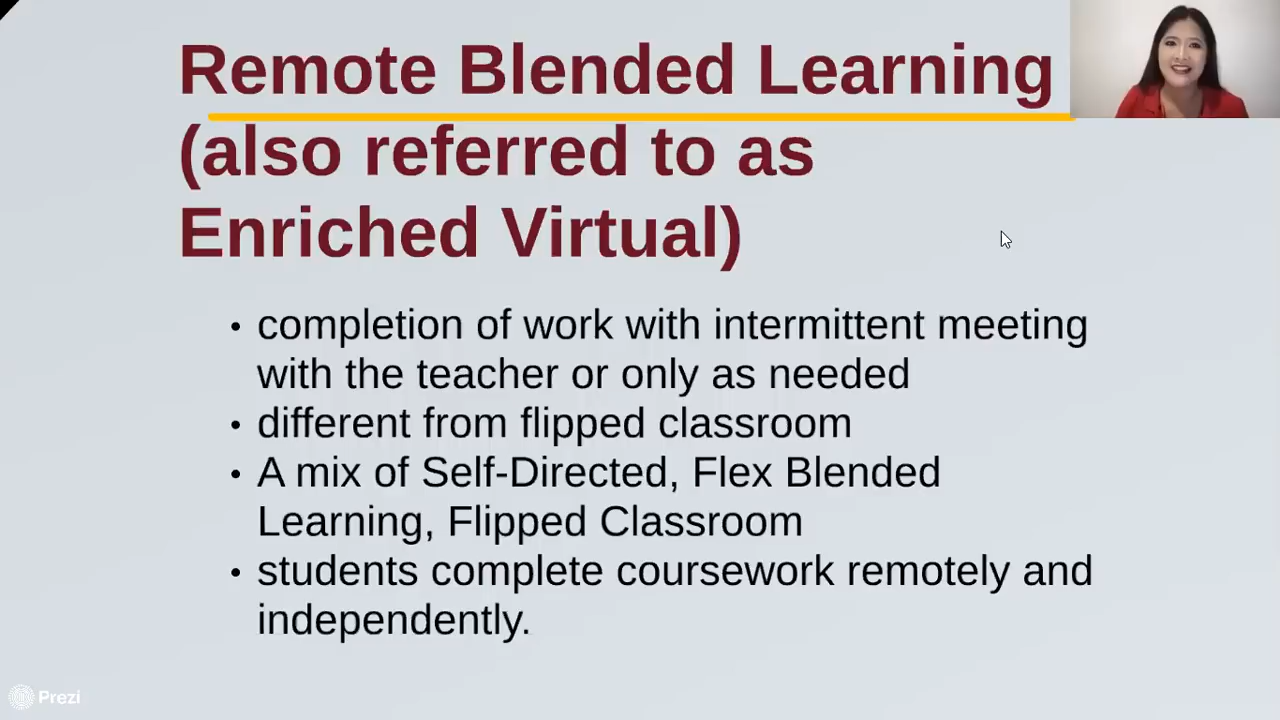 Remote Blended Learning
(also referred to as
Enriched Virtual)
• completion of work with intermittent meeting
with the teacher or only as needed
• different from flipped classroom
• A mix of Self-Directed, Flex Blended
Learning, Flipped Classroom
• students complete coursework remotely and
independently.
Prezi